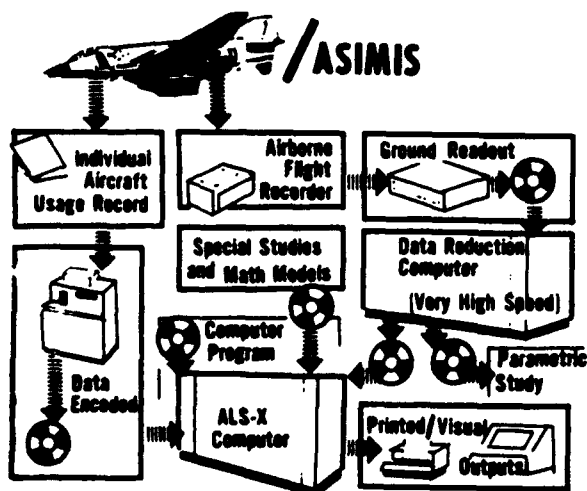 /ASIMIS
Individual
Aircraft
Usage Record
Airborne
Flight
Recorder
Ground Readout
Special Studies
and Math Models
Data Reduction
Computer
(Very High Speed)
Computer
Program
Parametric
Study
Data
Encoded
ALS-X
Computer
Printed/Visual
Outputs